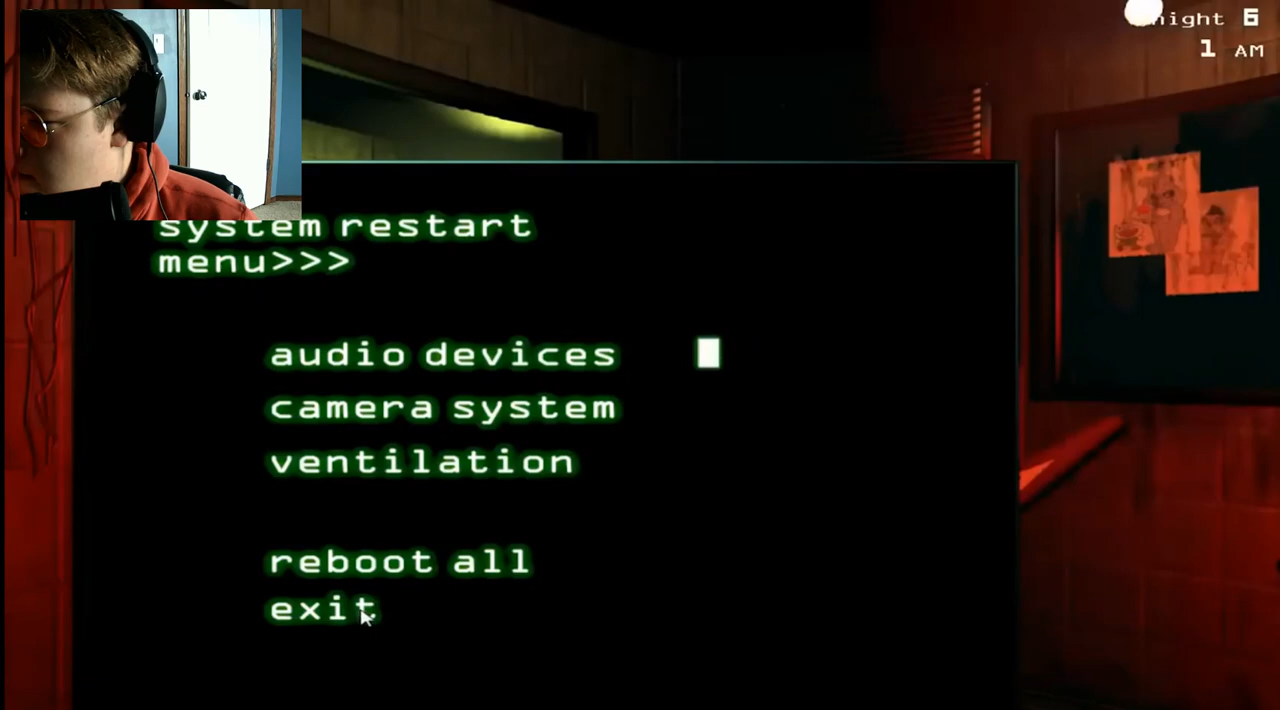 night 6
1 AM
system restart
menu>>>
audio devices
camera system
ventilation
reboot all
exit